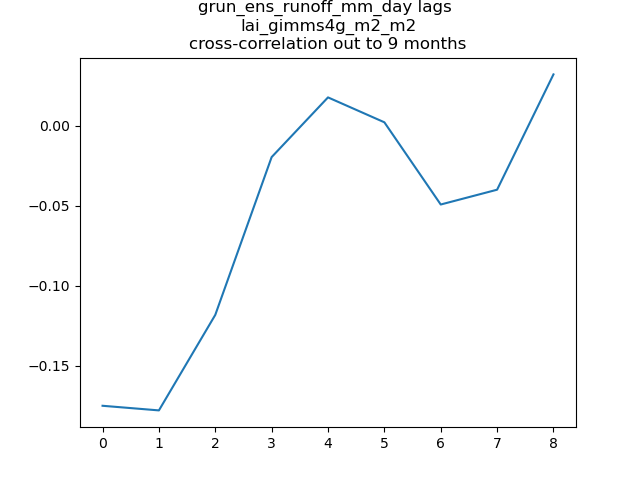 grun_ens_runoff_mm_day lags
lai_gimms4g_m2_m2
cross-correlation out to 9 months
0.00
−0.05
−0.10
−0.15
0 1 2 3 4 5 6 7 8